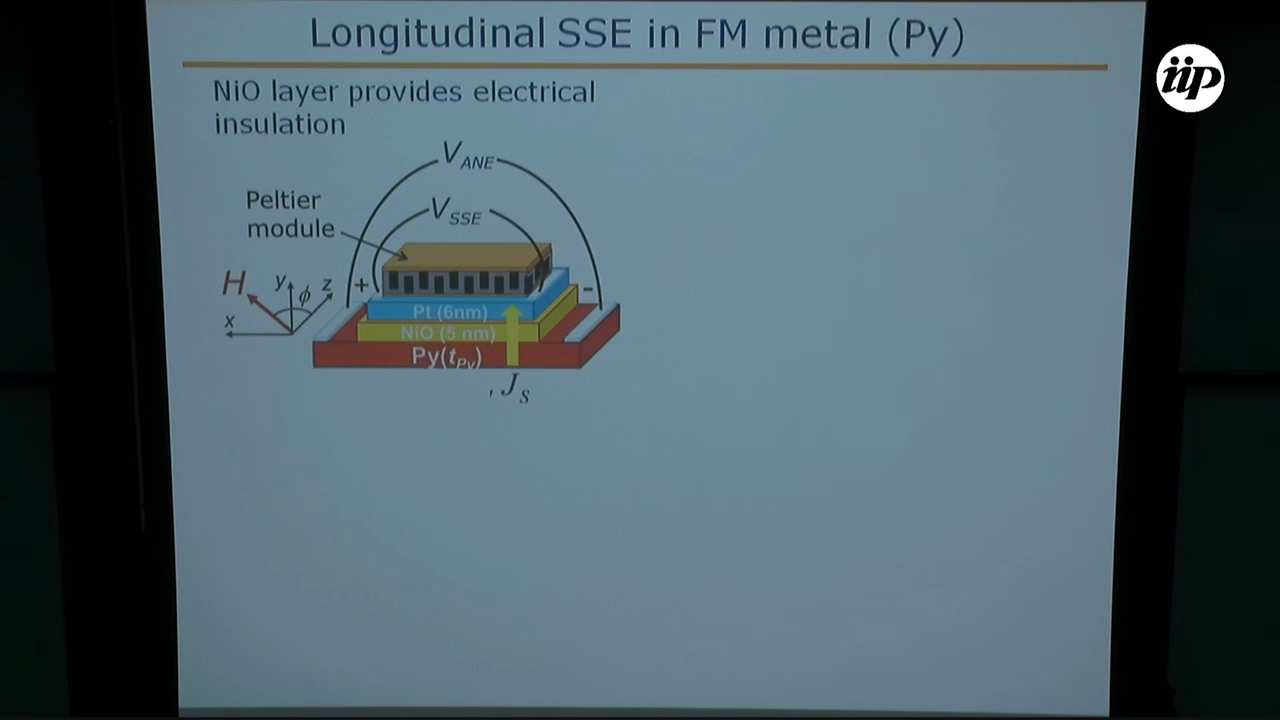 Longitudinal SSE in FM metal (Py)
iip
NiO layer provides electrical
insulation
V_ANE
V_SSE
Peltier
module
H
y
ϕ
z
x
+
-
Pt (6nm)
NiO (5 nm)
Py(t_Py)
, J_S